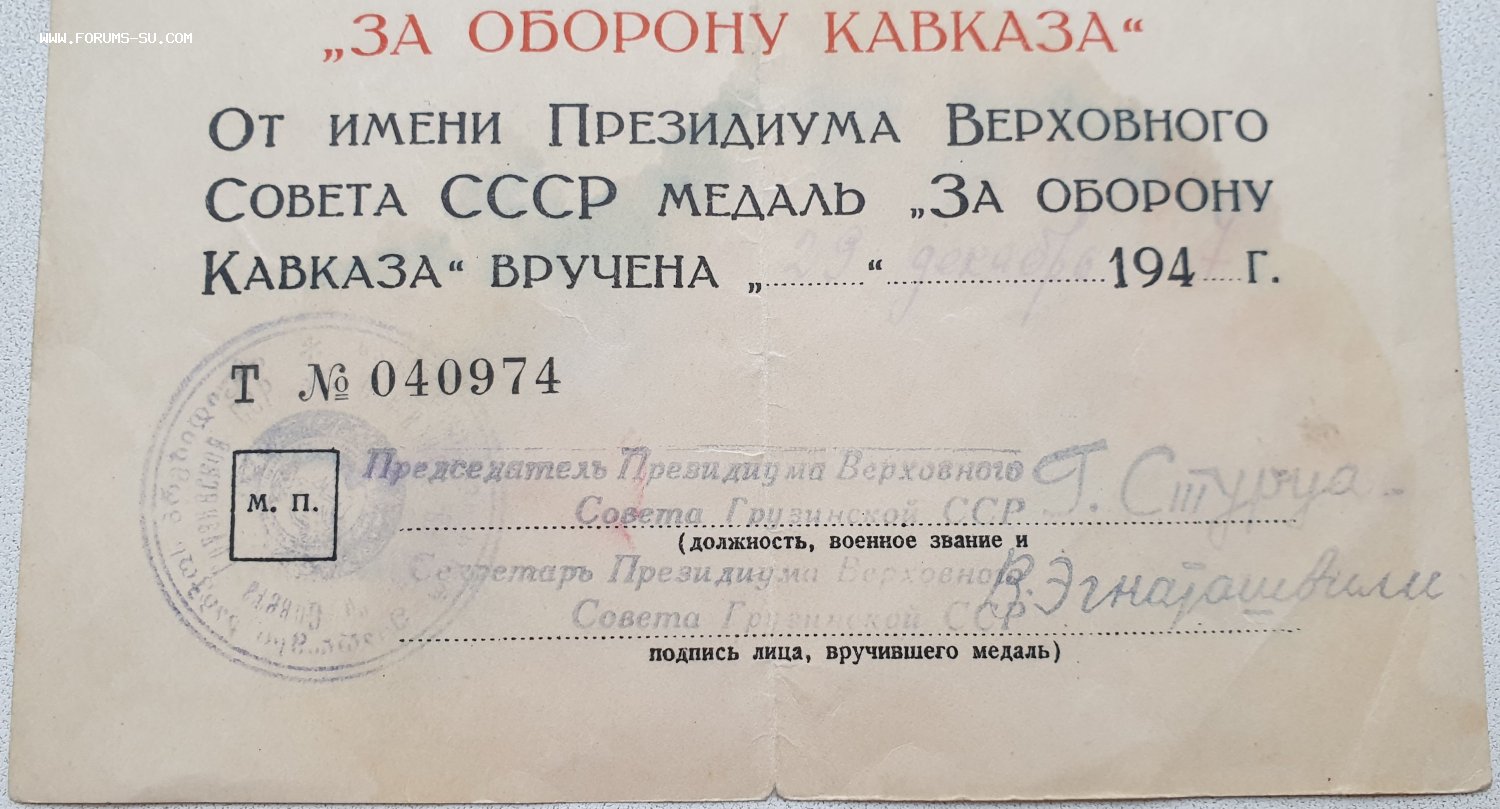 WWW.FORUMS-SU.COM
„ЗА ОБОРОНУ КАВКАЗА“
От имени Президиума Верховного
Совета СССР медаль „За оборону
Кавказа“ вручена „29“ декабря 1947 г.
Т № 040974
Председатель Президиума Верховного
Совета Грузинской ССР Г. Стуруа
М. П.
(должность, военное звание и
Секретарь Президиума Верховного
Совета Грузинской ССР В. Эгнаташвили
подпись лица, вручившего медаль)